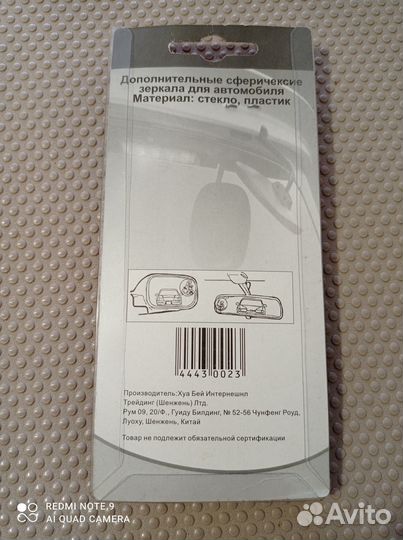 Дополнительные сферичексие
зеркала для автомобиля
Материал: стекло, пластик
4443 0023
Производитель:Хуа Бей Интернешнл
Трейдинг (Шенжень) Лтд.
Рум 09, 20/Ф., Гуиду Билдинг, № 52-56 Чунфенг Роуд,
Луоху, Шенжень, Китай
Товар не подлежит обязательной сертификации
REDMI NOTE 9
AI QUAD CAMERA
Avito